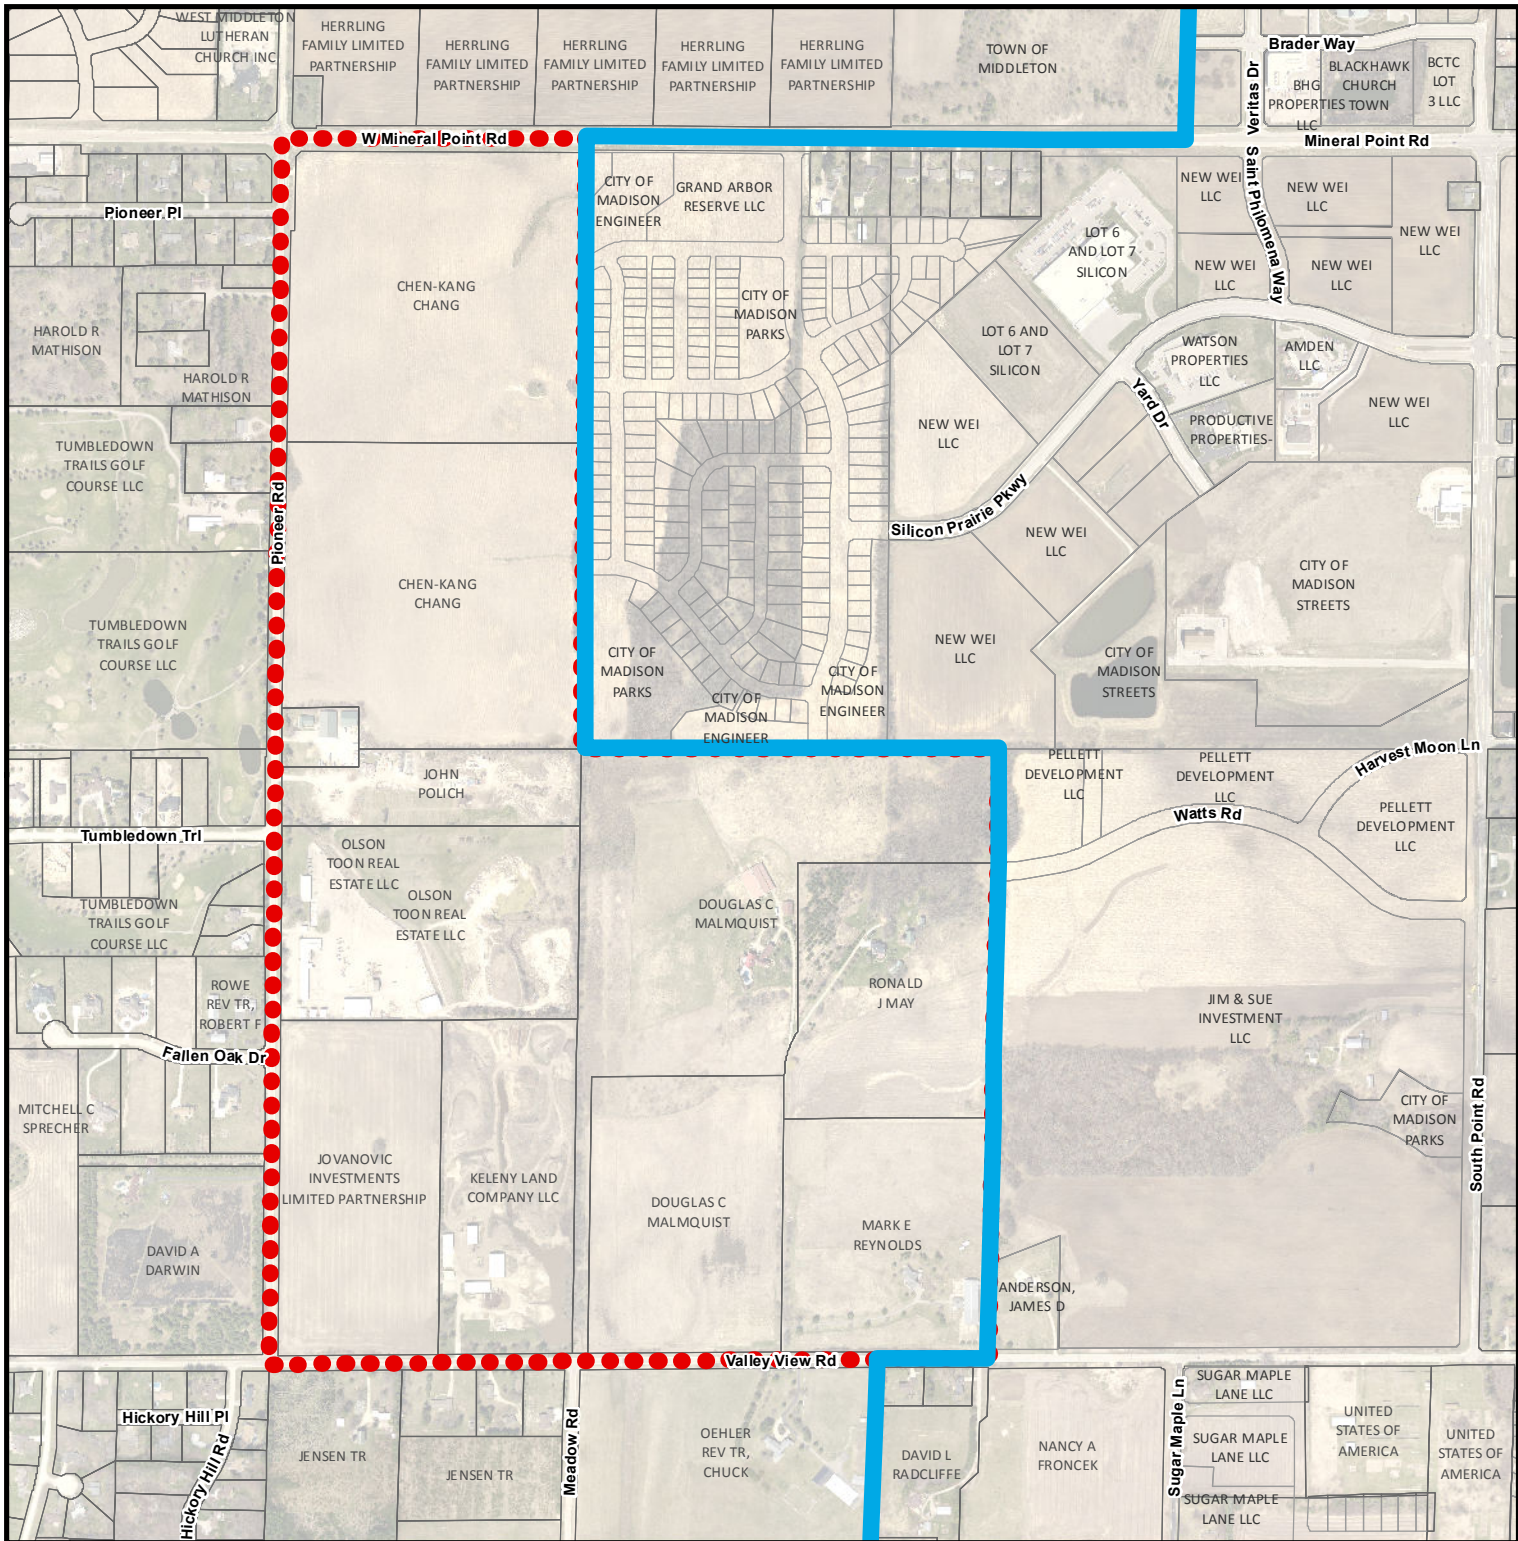 WEST MIDDLETON
LUTHERAN
CHURCH INC
HERRLING
FAMILY LIMITED
PARTNERSHIP
HERRLING
FAMILY LIMITED
PARTNERSHIP
HERRLING
FAMILY LIMITED
PARTNERSHIP
HERRLING
FAMILY LIMITED
PARTNERSHIP
HERRLING
FAMILY LIMITED
PARTNERSHIP
TOWN OF
MIDDLETON
Brader Way
Veritas Dr
BHG
PROPERTIES
LLC
BLACKHAWK
CHURCH
TOWN
BCTC
LOT
3 LLC
W Mineral Point Rd
Mineral Point Rd
Pioneer Pl
CITY OF
MADISON
ENGINEER
GRAND ARBOR
RESERVE LLC
NEW WEI
LLC
Saint Philomena Way
NEW WEI
LLC
NEW WEI
LLC
LOT 6
AND LOT 7
SILICON
NEW WEI
LLC
NEW WEI
LLC
CHEN-KANG
CHANG
CITY OF
MADISON
PARKS
HAROLD R
MATHISON
HAROLD R
MATHISON
LOT 6 AND
LOT 7
SILICON
WATSON
PROPERTIES
LLC
AMDEN
LLC
Yard Dr
NEW WEI
LLC
PRODUCTIVE
PROPERTIES-
NEW WEI
LLC
TUMBLEDOWN
TRAILS GOLF
COURSE LLC
Pioneer Rd
Silicon Prairie Pkwy
NEW WEI
LLC
CITY OF
MADISON
STREETS
CHEN-KANG
CHANG
TUMBLEDOWN
TRAILS GOLF
COURSE LLC
CITY OF
MADISON
PARKS
CITY OF
MADISON
ENGINEER
CITY OF
MADISON
ENGINEER
NEW WEI
LLC
CITY OF
MADISON
STREETS
JOHN
POLICH
PELLETT
DEVELOPMENT
LLC
PELLETT
DEVELOPMENT
LLC
Harvest Moon Ln
Watts Rd
PELLETT
DEVELOPMENT
LLC
Tumbledown Trl
OLSON
TOON REAL
ESTATE LLC
OLSON
TOON REAL
ESTATE LLC
TUMBLEDOWN
TRAILS GOLF
COURSE LLC
DOUGLAS C
MALMQUIST
RONALD
J MAY
ROWE
REV TR,
ROBERT F
JIM & SUE
INVESTMENT
LLC
Fallen Oak Dr
MITCHELL C
SPRECHER
CITY OF
MADISON
PARKS
South Point Rd
JOVANOVIC
INVESTMENTS
LIMITED PARTNERSHIP
KELENY LAND
COMPANY LLC
DOUGLAS C
MALMQUIST
MARK E
REYNOLDS
DAVID A
DARWIN
ANDERSON,
JAMES D
Valley View Rd
Hickory Hill Pl
Hickory Hill Rd
JENSEN TR
JENSEN TR
Meadow Rd
OEHLER
REV TR,
CHUCK
DAVID L
RADCLIFFE
NANCY A
FRONCEK
Sugar Maple Ln
SUGAR MAPLE
LANE LLC
SUGAR MAPLE
LANE LLC
SUGAR MAPLE
LANE LLC
UNITED
STATES OF
AMERICA
UNITED
STATES OF
AMERICA